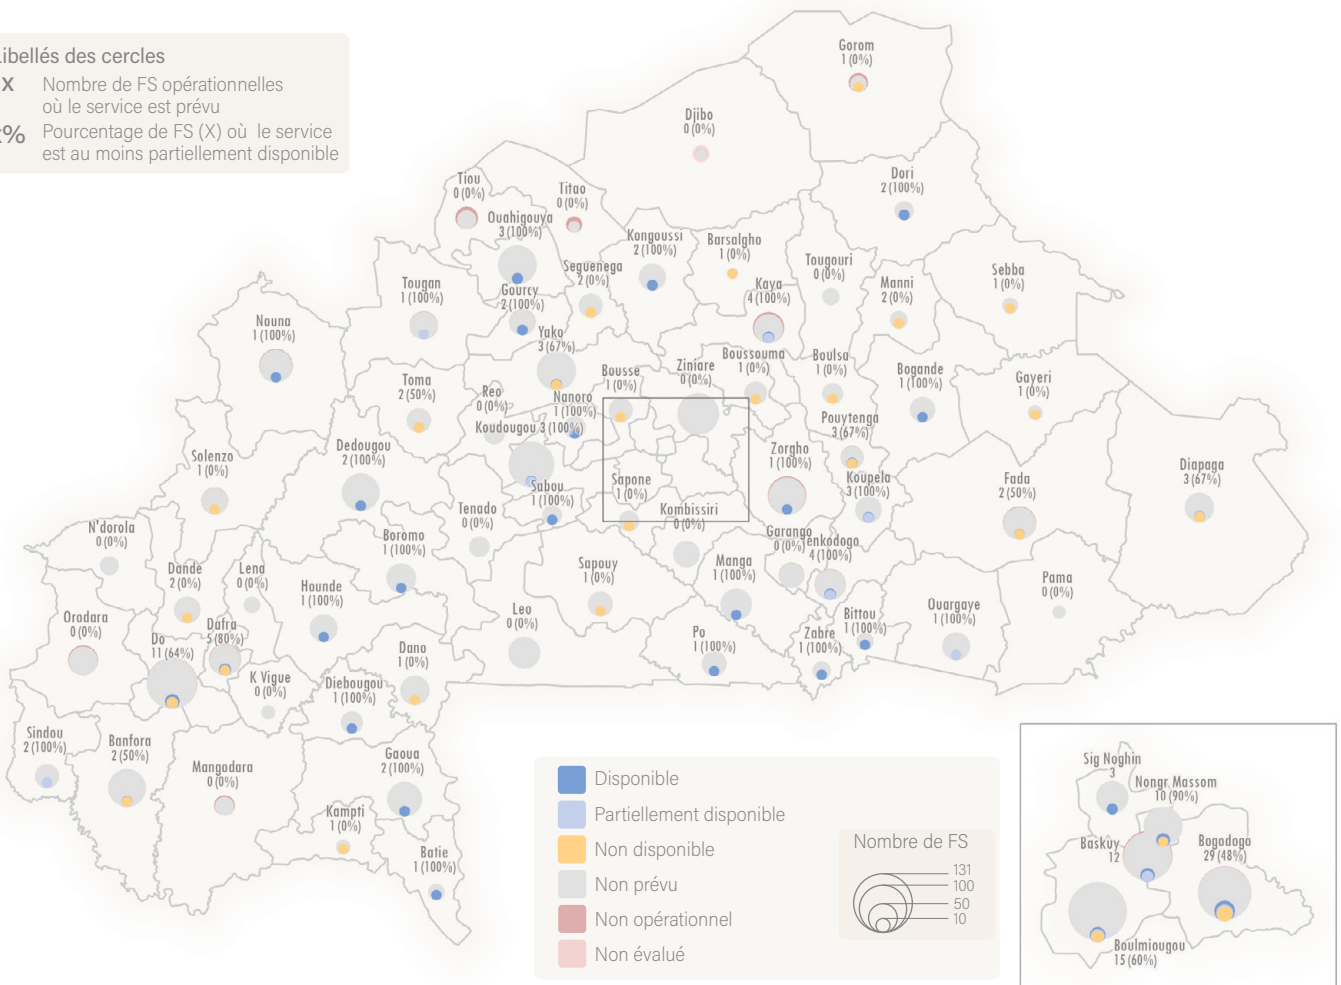 Libellés des cercles
X Nombre de FS opérationnelles
où le service est prévu
% Pourcentage de FS (X) où le service
est au moins partiellement disponible
Gorom
1 (0%)
Djibo
0 (0%)
Dori
2 (100%)
Tiou
0 (0%)
Titao
0 (0%)
Ouahigouya
3 (100%)
Kongoussi
2 (100%)
Barsalgho
1 (0%)
Tougouri
0 (0%)
Sebba
1 (0%)
Seguenega
2 (0%)
Tougan
1 (100%)
Gourcy
2 (100%)
Kaya
4 (100%)
Manni
2 (0%)
Nouna
1 (100%)
Yako
3 (67%)
Boussouma
1 (0%)
Boulsa
1 (0%)
Bogande
1 (100%)
Gayeri
1 (0%)
Toma
2 (50%)
Bousse
1 (0%)
Ziniare
0 (0%)
Reo
0 (0%)
Nanoro
1 (100%)
Koudougou 3 (100%)
Pouytenga
3 (67%)
Solenzo
1 (0%)
Dedougou
2 (100%)
Zorgho
1 (100%)
Koupela
3 (100%)
Fada
2 (50%)
Diapaga
3 (67%)
Sabou
1 (100%)
Sapone
1 (0%)
Tenado
0 (0%)
Kombissiri
0 (0%)
N'dorola
0 (0%)
Boromo
1 (100%)
Garango
0 (0%)
Tenkodogo
4 (100%)
Dande
2 (0%)
Lena
0 (0%)
Hounde
1 (100%)
Sapouy
1 (0%)
Manga
1 (100%)
Pama
0 (0%)
Orodara
0 (0%)
Do
11 (64%)
Dafra
5 (80%)
Leo
0 (0%)
Bittou
1 (100%)
Ouargaye
1 (100%)
Po
1 (100%)
Zabre
1 (100%)
Dano
1 (0%)
K Vigue
0 (0%)
Diebougou
1 (100%)
Sindou
2 (100%)
Banfora
2 (50%)
Mangodara
0 (0%)
Gaoua
2 (100%)
Kampti
1 (0%)
Batie
1 (100%)
Disponible
Partiellement disponible
Non disponible
Non prévu
Non opérationnel
Non évalué
Nombre de FS
131
100
50
10
Sig Noghin
3
Nongr Massom
10 (90%)
Baskuy
12
Bogodogo
29 (48%)
Boulmiougou
15 (60%)